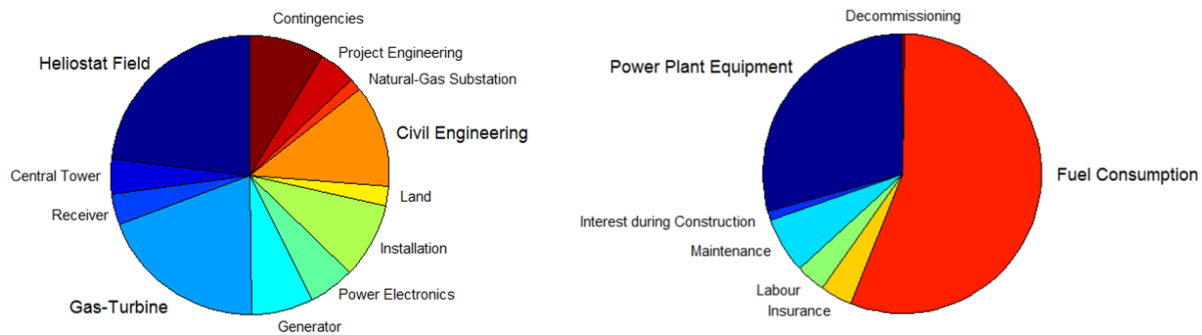 Contingencies
Project Engineering
Natural-Gas Substation
Heliostat Field
Civil Engineering
Central Tower
Land
Receiver
Installation
Gas-Turbine
Power Electronics
Generator
Decommissioning
Power Plant Equipment
Fuel Consumption
Interest during Construction
Maintenance
Labour
Insurance